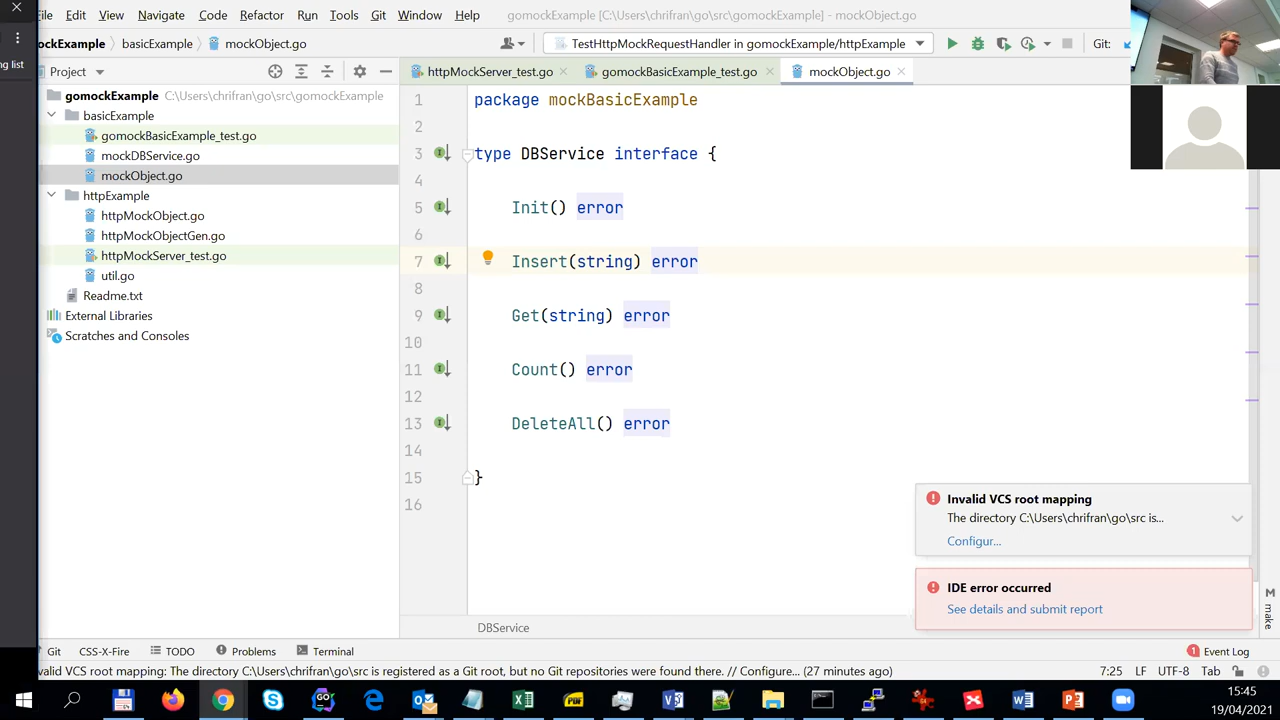 ile Edit View Navigate Code Refactor Run Tools Git Window Help gomockExample [C:\Users\chrifran\go\src\gomockExample] - mockObject.go
ockExample basicExample mockObject.go TestHttpMockRequestHandler in gomockExample/httpExample Git:
ng list
Project httpMockServer_test.go gomockBasicExample_test.go mockObject.go
gomockExample C:\Users\chrifran\go\src\gomockExample
basicExample
gomockBasicExample_test.go
mockDBService.go
mockObject.go
httpExample
httpMockObject.go
httpMockObjectGen.go
httpMockServer_test.go
util.go
Readme.txt
External Libraries
Scratches and Consoles
1 package mockBasicExample
2
3 type DBService interface {
4
5 Init() error
6
7 Insert(string) error
8
9 Get(string) error
10
11 Count() error
12
13 DeleteAll() error
14
15 }
16
Invalid VCS root mapping
The directory C:\Users\chrifran\go\src is...
Configur...
IDE error occurred
See details and submit report
make
DBService
Git CSS-X-Fire TODO Problems Terminal 1 Event Log
valid VCS root mapping: The directory C:\Users\chrifran\go\src is registered as a Git root, but no Git repositories were found there. // Configure... (27 minutes ago) 7:25 LF UTF-8 Tab
15:45
19/04/2021